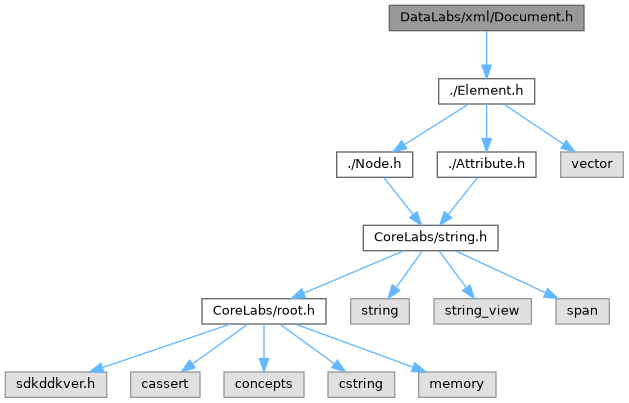 DataLabs/xml/Document.h
./Element.h
./Node.h
./Attribute.h
vector
CoreLabs/string.h
CoreLabs/root.h
string
string_view
span
sdkddkver.h
cassert
concepts
cstring
memory